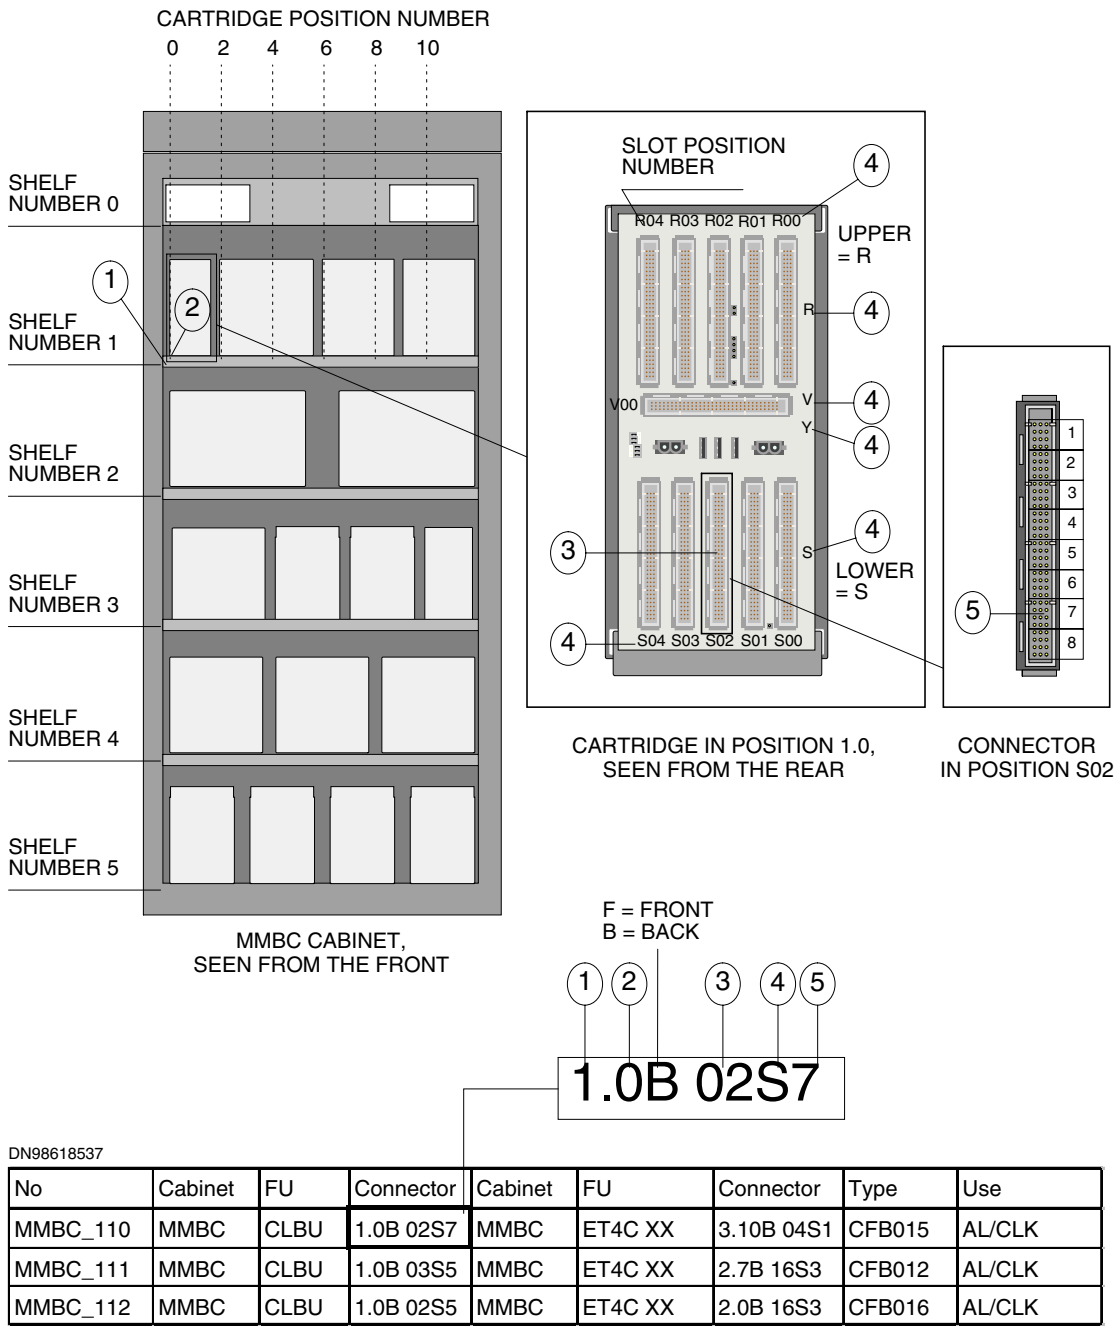 CARTRIDGE POSITION NUMBER
0 2 4 6 8 10
SHELF
NUMBER 0
SHELF
NUMBER 1
SHELF
NUMBER 2
SHELF
NUMBER 3
SHELF
NUMBER 4
SHELF
NUMBER 5
1
2
MMBC CABINET,
SEEN FROM THE FRONT
SLOT POSITION
NUMBER
4
R04 R03 R02 R01 R00
UPPER
= R
R
4
V00
V
4
Y
4
3
S
4
LOWER
= S
4
S04 S03 S02 S01 S00
CARTRIDGE IN POSITION 1.0,
SEEN FROM THE REAR
1
2
3
4
5
6
7
8
5
CONNECTOR
IN POSITION S02
F = FRONT
B = BACK
1 2 3 4 5
1.0B 02S7
DN98618537
No Cabinet FU Connector Cabinet FU Connector Type Use
MMBC_110 MMBC CLBU 1.0B 02S7 MMBC ET4C XX 3.10B 04S1 CFB015 AL/CLK
MMBC_111 MMBC CLBU 1.0B 03S5 MMBC ET4C XX 2.7B 16S3 CFB012 AL/CLK
MMBC_112 MMBC CLBU 1.0B 02S5 MMBC ET4C XX 2.0B 16S3 CFB016 AL/CLK